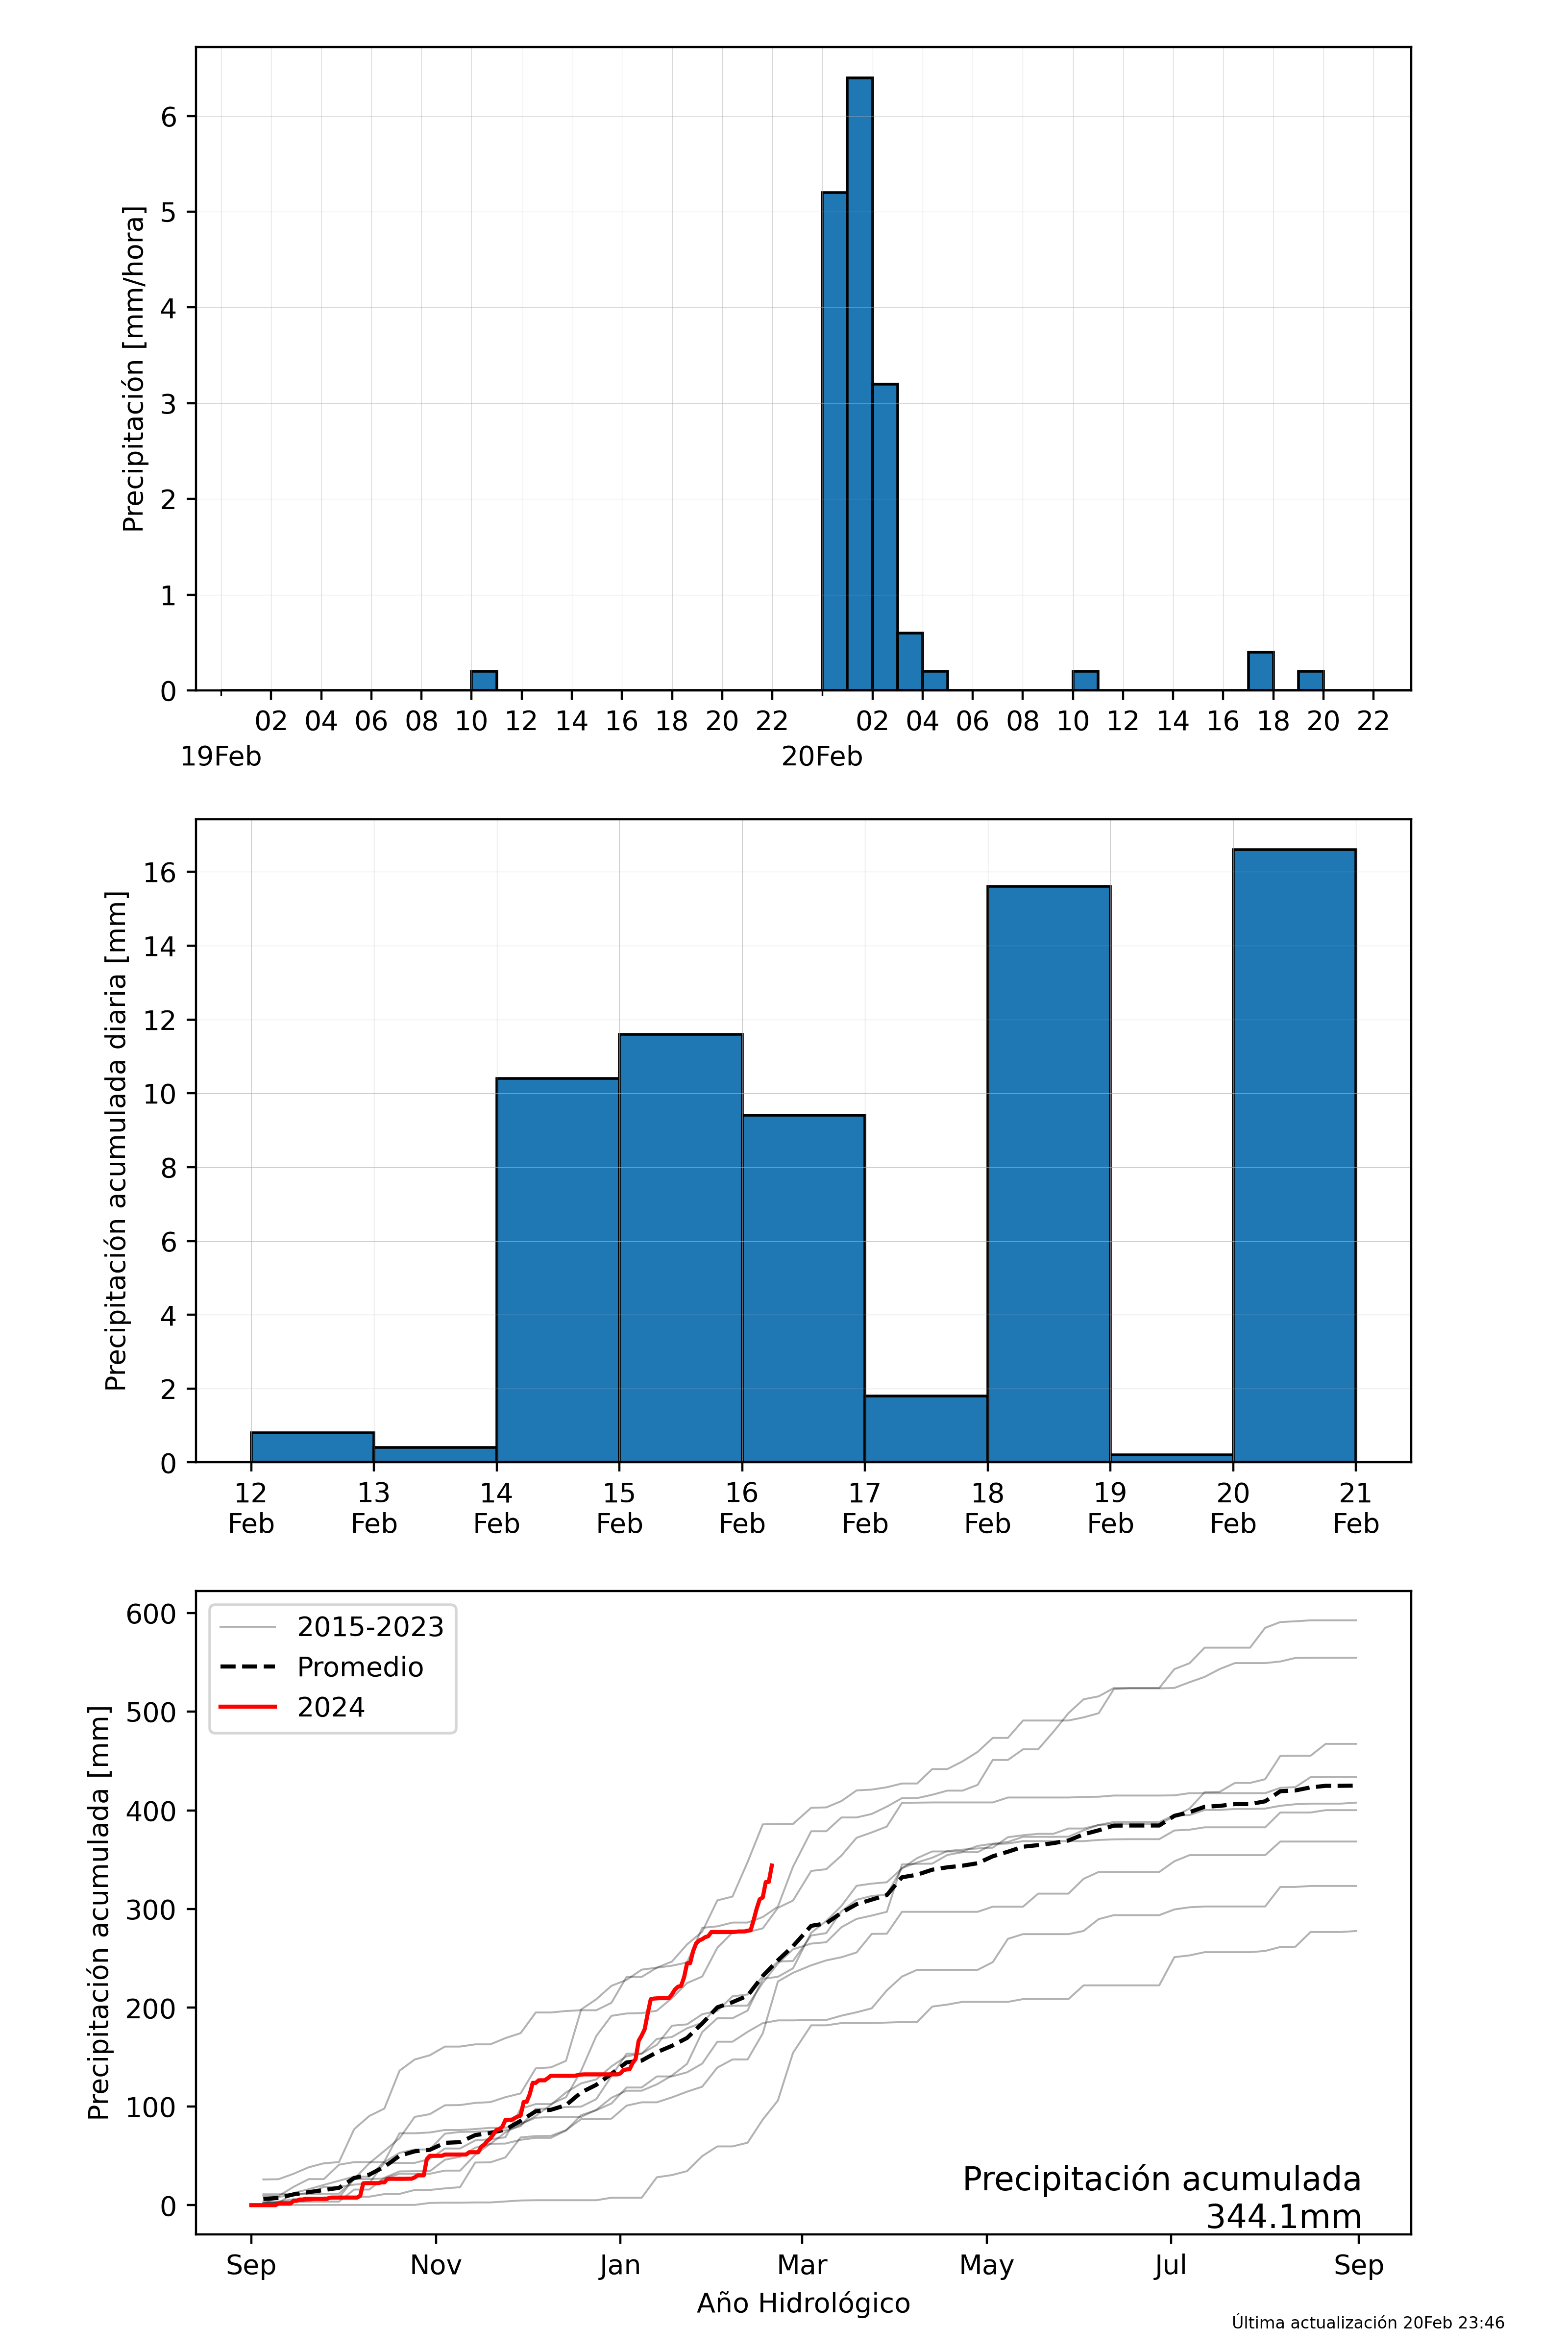 Precipitación [mm/hora]
6
5
4
3
2
1
0
02 04 06 08 10 12 14 16 18 20 22 02 04 06 08 10 12 14 16 18 20 22
19Feb 20Feb
Precipitación acumulada diaria [mm]
16
14
12
10
8
6
4
2
0
12 13 14 15 16 17 18 19 20 21
Feb Feb Feb Feb Feb Feb Feb Feb Feb Feb
Precipitación acumulada [mm]
600
500
400
300
200
100
0
2015-2023
Promedio
2024
Precipitación acumulada
344.1mm
Sep Nov Jan Mar May Jul Sep
Año Hidrológico
Última actualización 20Feb 23:46